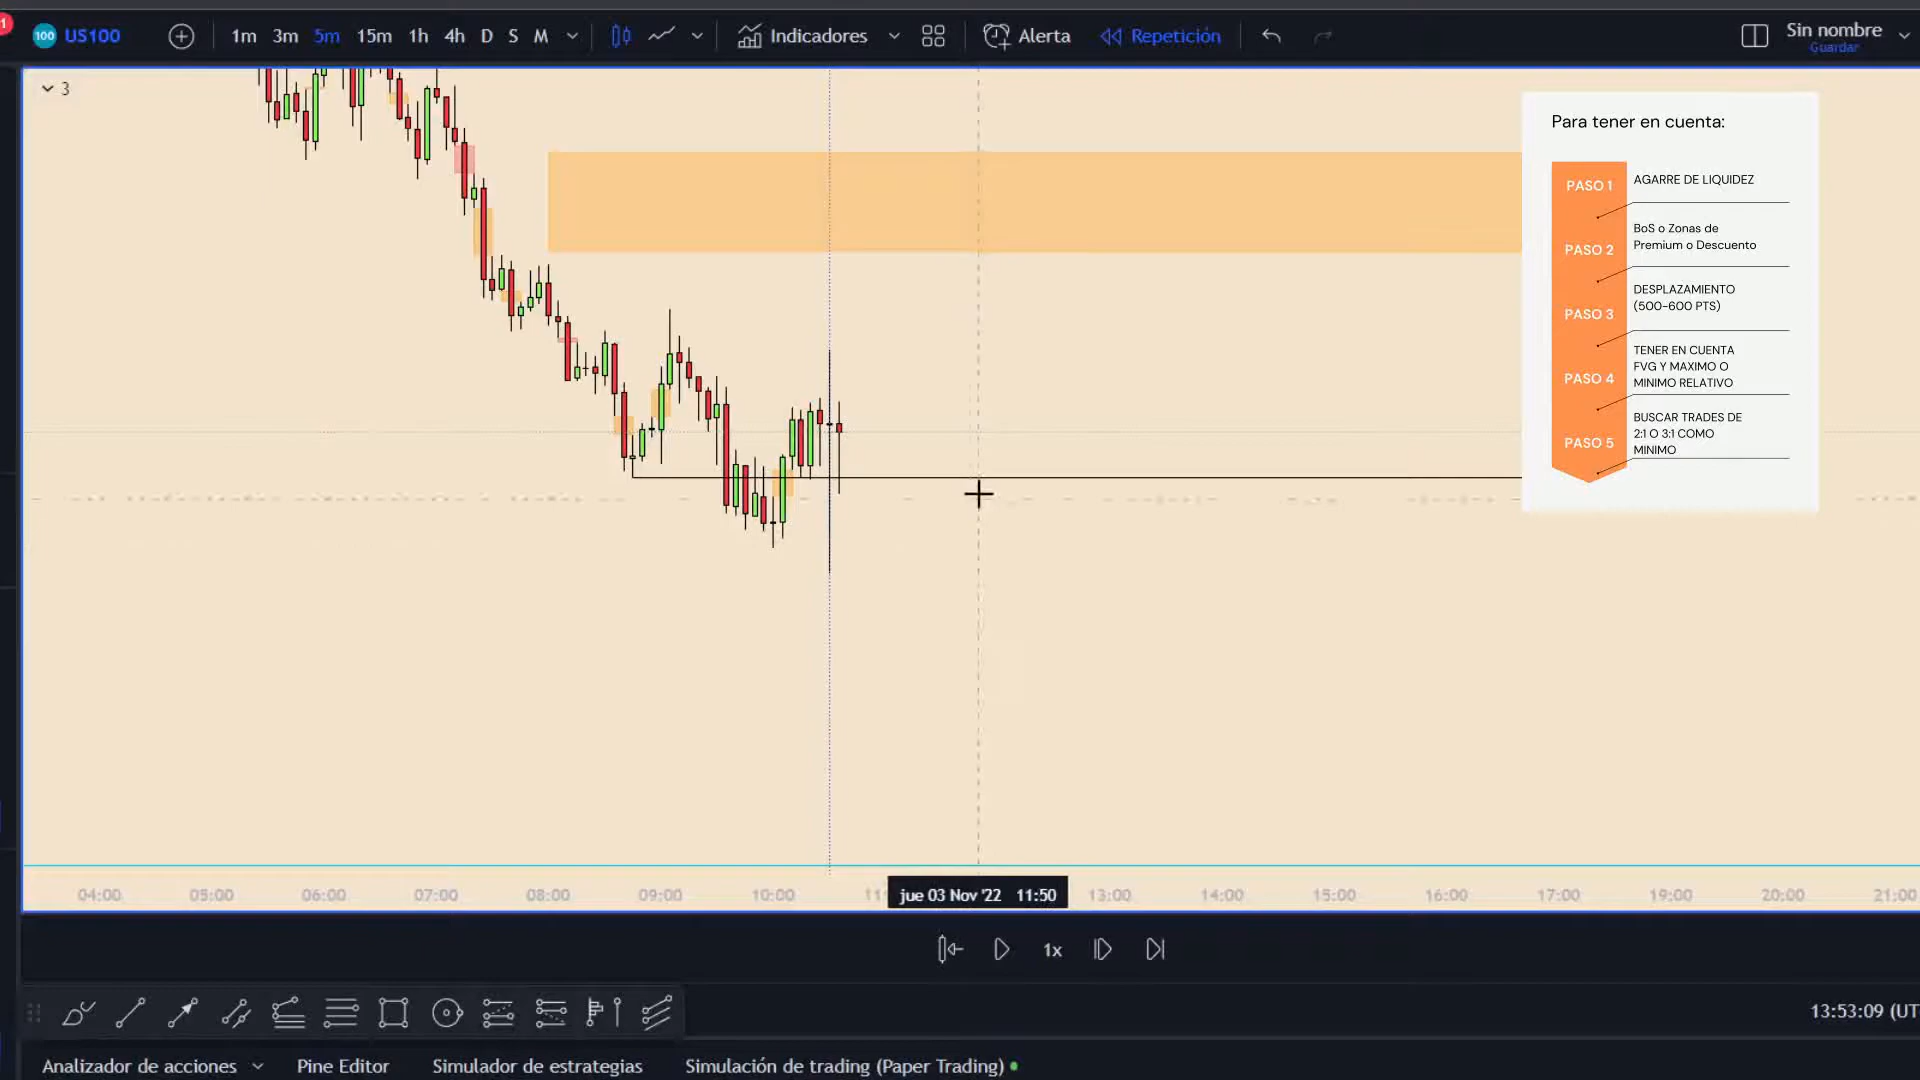 1
100 US100
1m 3m 5m 15m 1h 4h D S M
Indicadores
Alerta
Repetición
Sin nombre
Guardar
3
Para tener en cuenta:
PASO 1
AGARRE DE LIQUIDEZ
PASO 2
BoS o Zonas de
Premium o Descuento
PASO 3
DESPLAZAMIENTO
(500-600 PTS)
PASO 4
TENER EN CUENTA
FVG Y MAXIMO O
MINIMO RELATIVO
PASO 5
BUSCAR TRADES DE
2:1 O 3:1 COMO
MINIMO
04:00 05:00 06:00 07:00 08:00 09:00 10:00 jue 03 Nov '22 11:50 13:00 14:00 15:00 16:00 17:00 18:00 19:00 20:00 21:00
1x
13:53:09 (UT
Analizador de acciones
Pine Editor
Simulador de estrategias
Simulación de trading (Paper Trading)